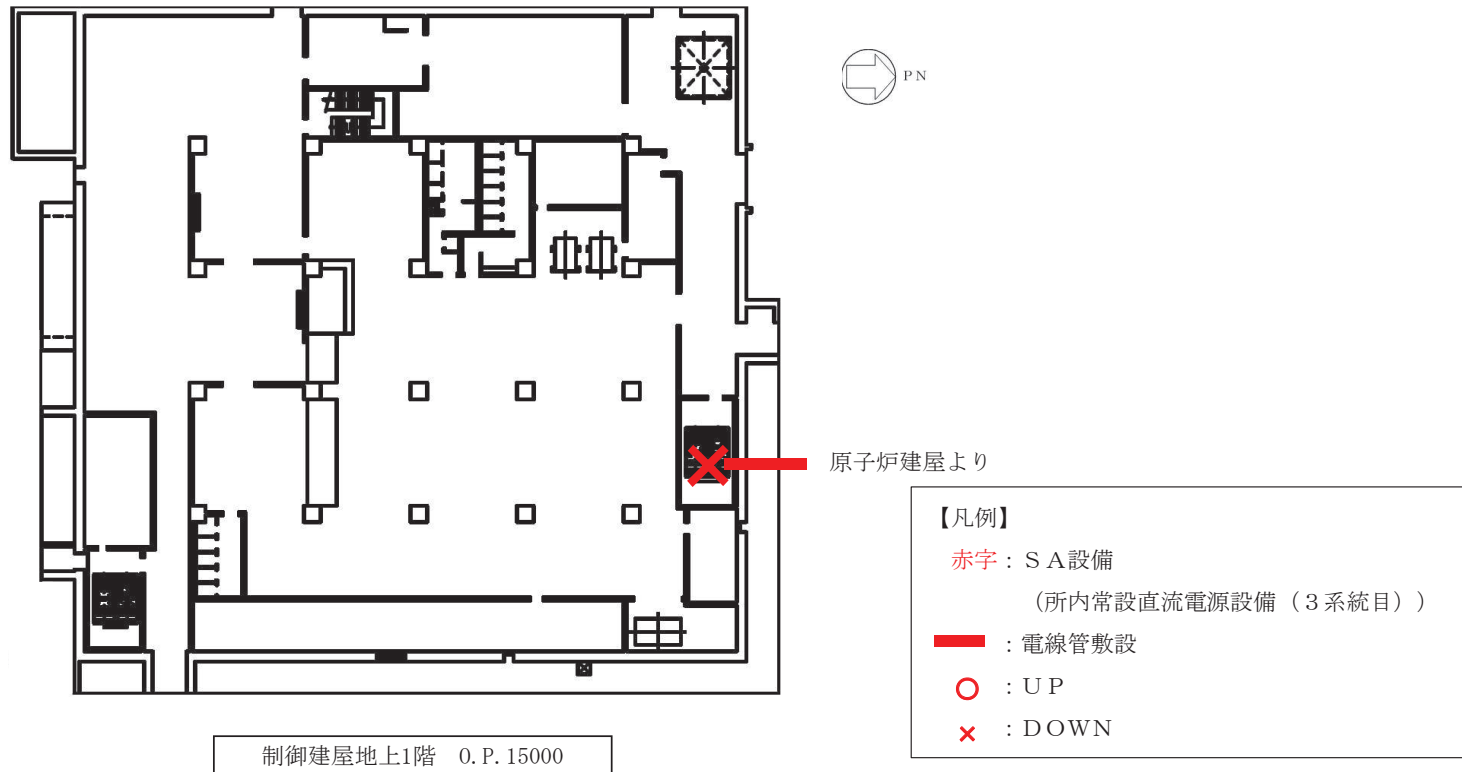 PN
原子炉建屋より
【凡例】
赤字：ＳＡ設備
（所内常設直流電源設備（３系統目））
：電線管敷設
：ＵＰ
：ＤＯＷＮ
制御建屋地上1階　O.P.15000